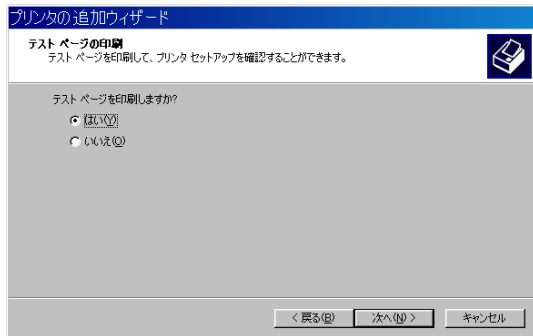 プリンタの追加ウィザード
テスト ページの印刷
テスト ページを印刷して、プリンタ セットアップを確認することができます。
テスト ページを印刷しますか?
はい(Y)
いいえ(O)
< 戻る(B) 次へ(N) > キャンセル